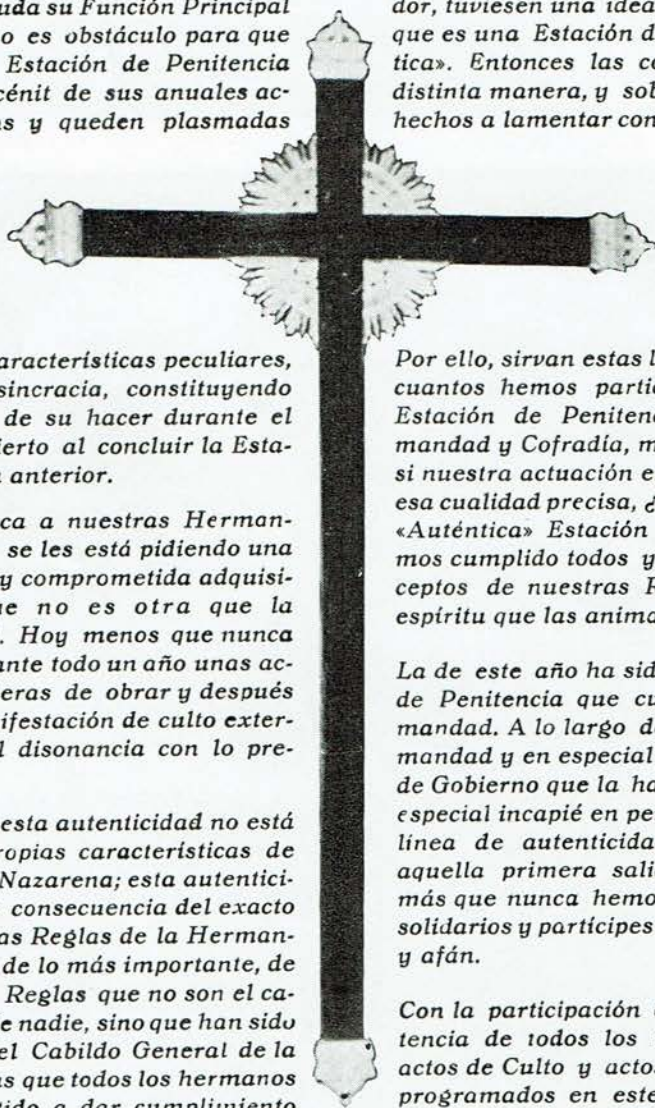 uda su Función Principal
o es obstáculo para que
Estación de Penitencia
cénit de sus anuales ac-
s y queden plasmadas
aracterísticas peculiares,
sincracia, constituyendo
de su hacer durante el
ierto al concluir la Esta-
anterior.
ca a nuestras Herman-
se les está pidiendo una
y comprometida adquisi-
ue no es otra que la
. Hoy menos que nunca
ante todo un año unas ac-
eras de obrar y después
nifestación de culto exter-
l disonancia con lo pre-
esta autenticidad no está
ropias características de
Nazarena; esta autentici-
consecuencia del exacto
as Reglas de la Herman-
de lo más importante, de
Reglas que no son el ca-
e nadie, sino que han sido
el Cabildo General de la
as que todos los hermanos
ido a dar cumplimiento
dor, tuviesen una idea
que es una Estación d
tica». Entonces las c
distinta manera, y sob
hechos a lamentar con
Por ello, sirvan estas l
cuantos hemos partic
Estación de Peniten
mandad y Cofradía, m
si nuestra actuación e
esa cualidad precisa, ¿
«Auténtica» Estación
mos cumplido todos y
ceptos de nuestras R
espíritu que las anima
La de este año ha sid
de Penitencia que cu
mandad. A lo largo d
mandad y en especial
de Gobierno que la ha
especial incapié en pe
línea de autenticida
aquella primera sali
más que nunca hemo
solidarios y partícipes
y afán.
Con la participación
tencia de todos los
actos de Culto y acto
programados en este